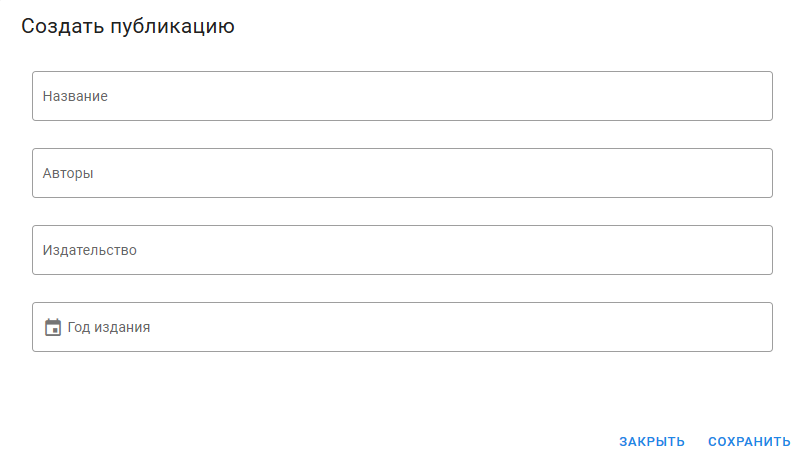 Создать публикацию
Название
Авторы
Издательство
Год издания
ЗАКРЫТЬ СОХРАНИТЬ